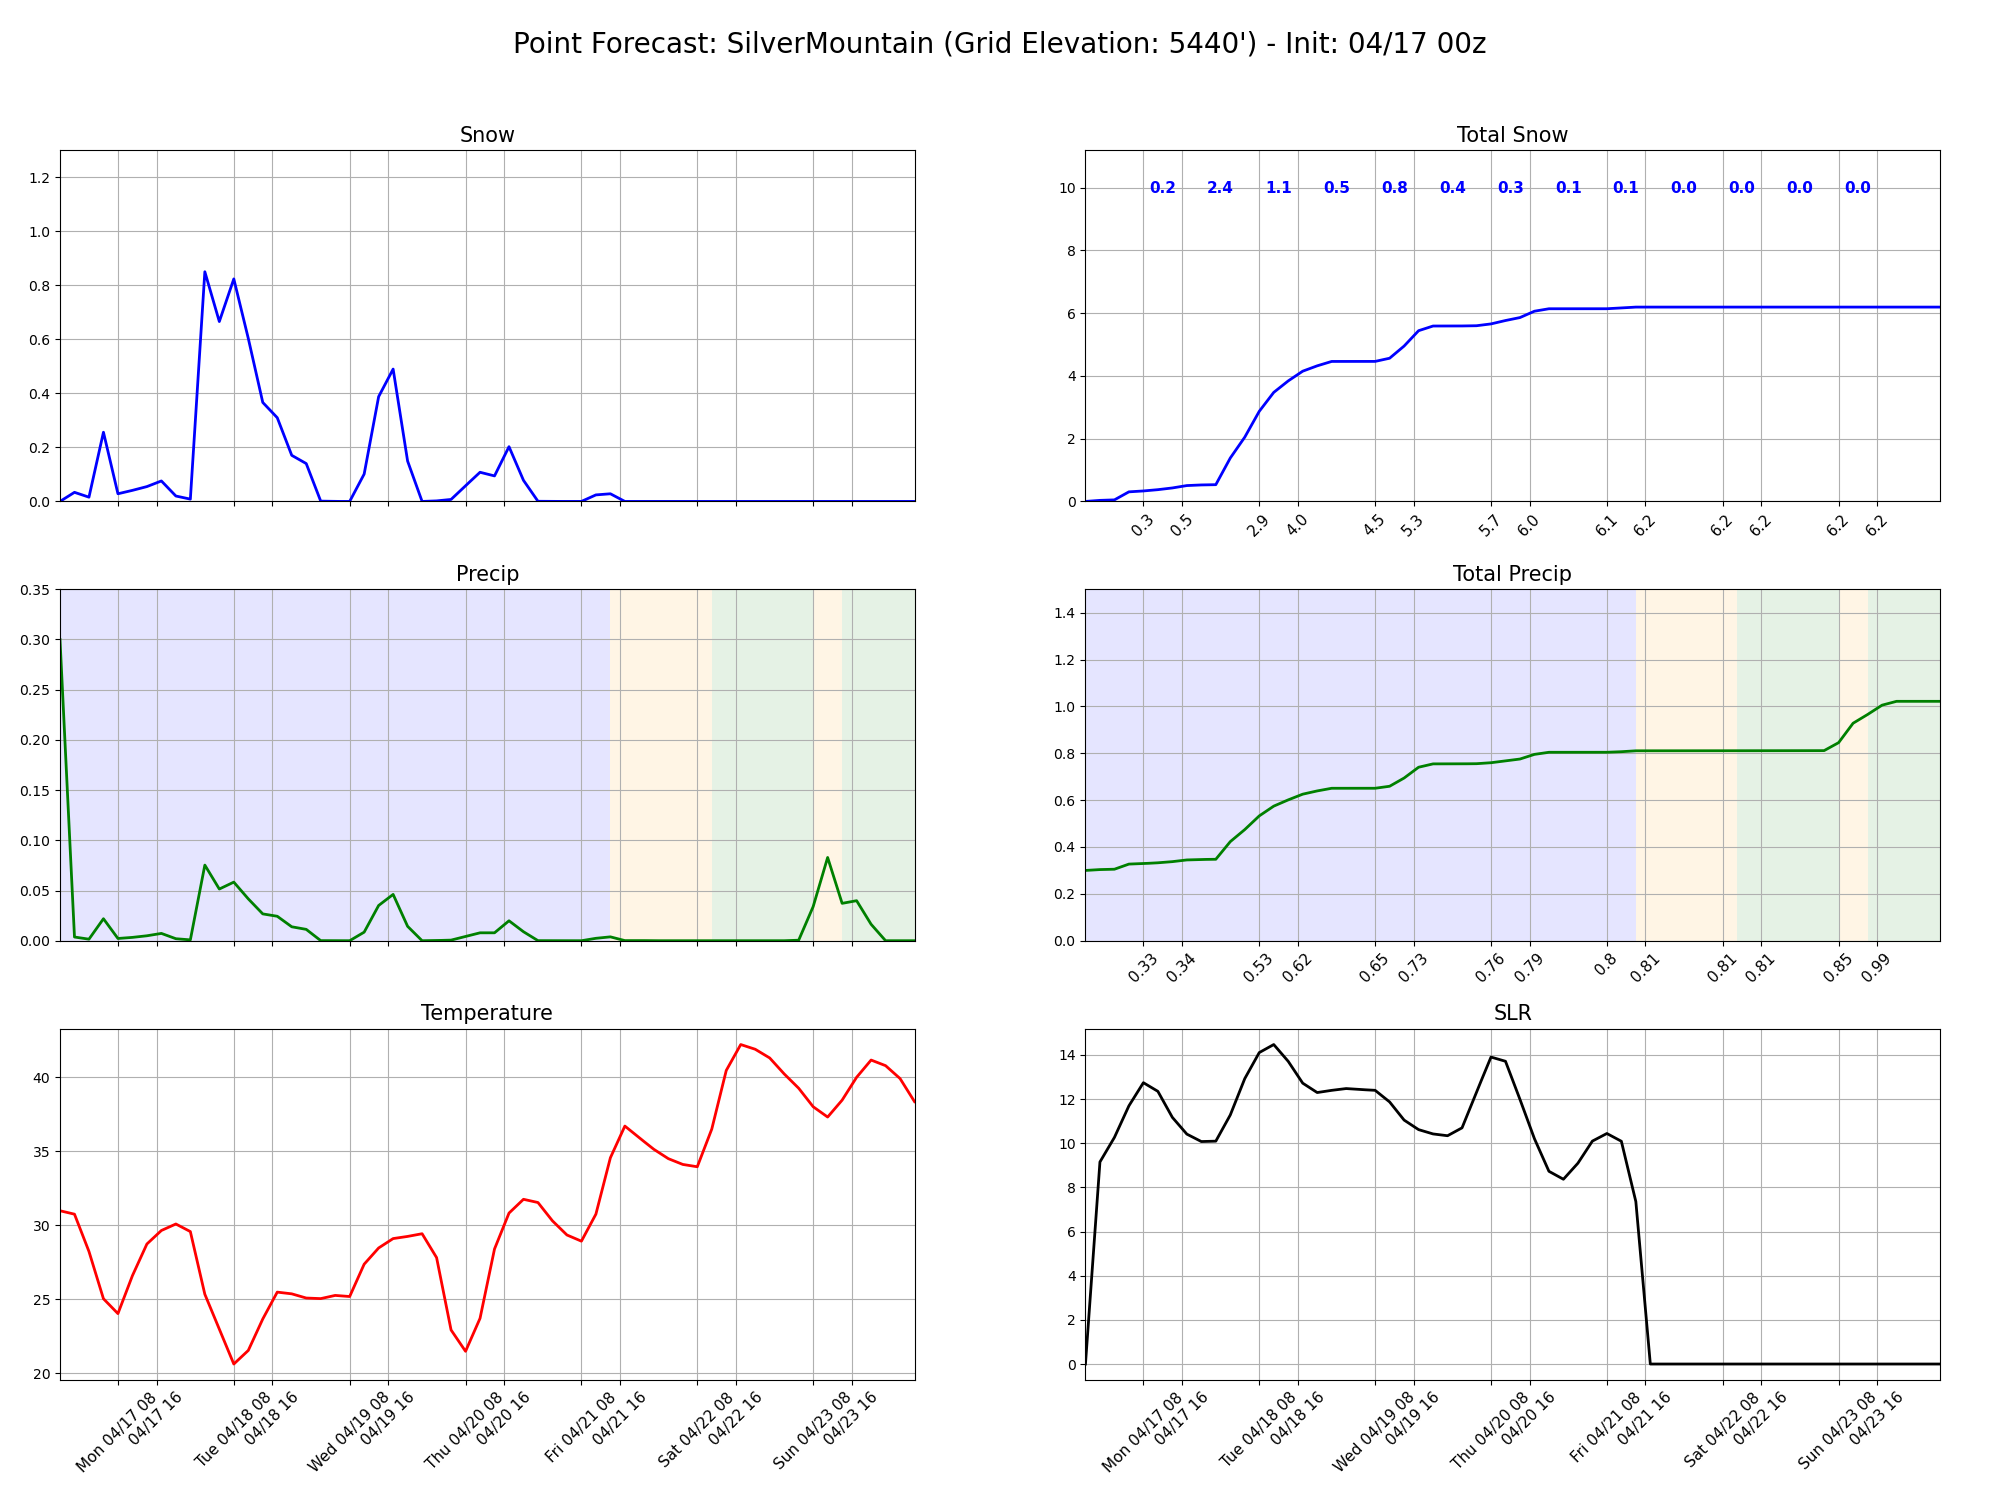 Point Forecast: SilverMountain (Grid Elevation: 5440') - Init: 04/17 00z
Snow
1.2
1.0
0.8
0.6
0.4
0.2
0.0
Total Snow
10
8
6
4
2
0
0.2 2.4 1.1 0.5 0.8 0.4 0.3 0.1 0.1 0.0 0.0 0.0 0.0
0.3 0.5 2.9 4.0 4.5 5.3 5.7 6.0 6.1 6.2 6.2 6.2 6.2 6.2
Precip
0.35
0.30
0.25
0.20
0.15
0.10
0.05
0.00
Total Precip
1.4
1.2
1.0
0.8
0.6
0.4
0.2
0.0
0.33 0.34 0.53 0.62 0.65 0.73 0.76 0.79 0.8 0.81 0.81 0.81 0.85 0.99
Temperature
40
35
30
25
20
Mon 04/17 08
04/17 16
Tue 04/18 08
04/18 16
Wed 04/19 08
04/19 16
Thu 04/20 08
04/20 16
Fri 04/21 08
04/21 16
Sat 04/22 08
04/22 16
Sun 04/23 08
04/23 16
SLR
14
12
10
8
6
4
2
0
Mon 04/17 08
04/17 16
Tue 04/18 08
04/18 16
Wed 04/19 08
04/19 16
Thu 04/20 08
04/20 16
Fri 04/21 08
04/21 16
Sat 04/22 08
04/22 16
Sun 04/23 08
04/23 16